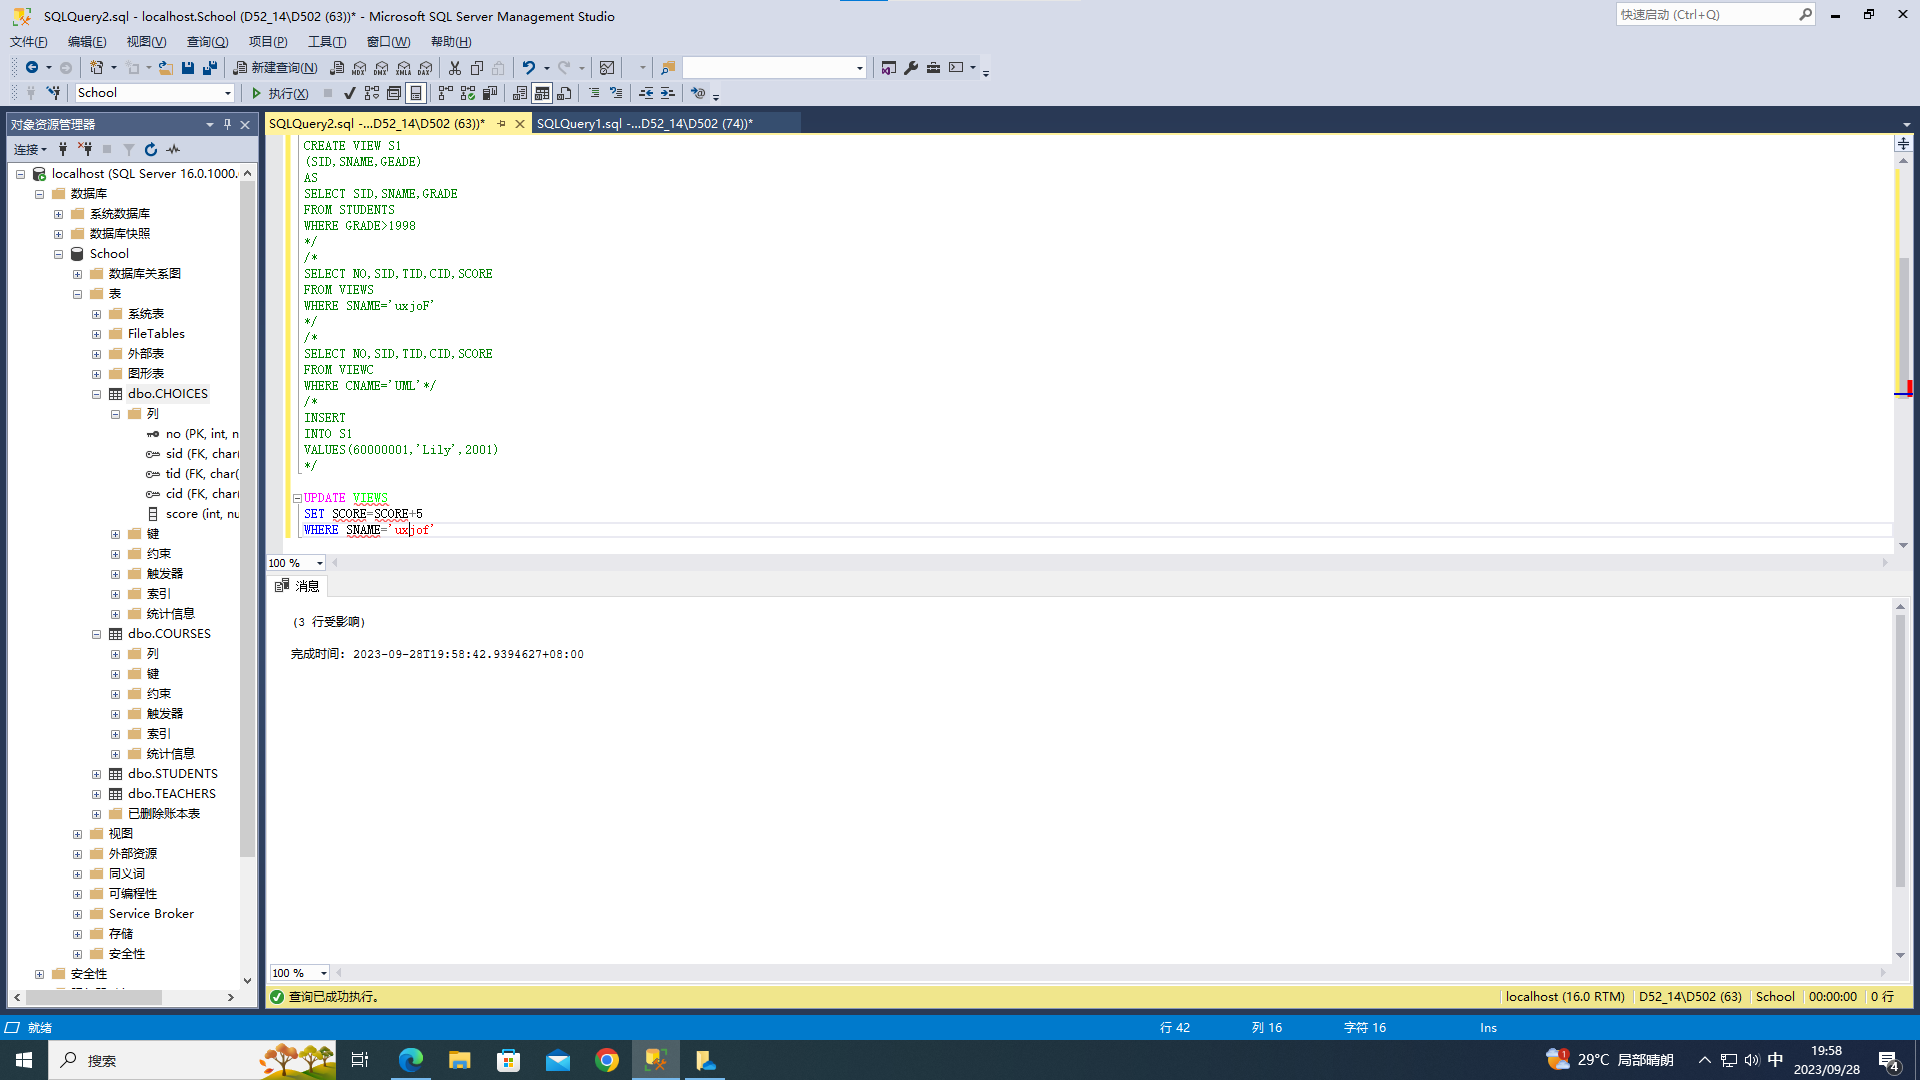 SQLQuery2.sql - localhost.School (D52_14\D502 (63))* - Microsoft SQL Server Management Studio
快速启动 (Ctrl+Q)
文件(F) 编辑(E) 视图(V) 查询(Q) 项目(P) 工具(T) 窗口(W) 帮助(H)
新建查询(N)
MDX DMX XMLA DAX
School
执行(X)
对象资源管理器
SQLQuery2.sql -...D52_14\D502 (63))*
SQLQuery1.sql -...D52_14\D502 (74))*
连接
localhost (SQL Server 16.0.1000.
数据库
系统数据库
数据库快照
School
数据库关系图
表
系统表
FileTables
外部表
图形表
dbo.CHOICES
列
no (PK, int, n
sid (FK, char(
tid (FK, char(
cid (FK, char(
score (int, nu
键
约束
触发器
索引
统计信息
dbo.COURSES
列
键
约束
触发器
索引
统计信息
dbo.STUDENTS
dbo.TEACHERS
已删除账本表
视图
外部资源
同义词
可编程性
Service Broker
存储
安全性
安全性
CREATE VIEW S1
(SID,SNAME,GEADE)
AS
SELECT SID,SNAME,GRADE
FROM STUDENTS
WHERE GRADE>1998
*/
/*
SELECT NO,SID,TID,CID,SCORE
FROM VIEWS
WHERE SNAME='uxjoF'
*/
/*
SELECT NO,SID,TID,CID,SCORE
FROM VIEWC
WHERE CNAME='UML'*/
/*
INSERT
INTO S1
VALUES(60000001,'Lily',2001)
*/
UPDATE VIEWS
SET SCORE=SCORE+5
WHERE SNAME='uxjof'
100 %
消息
(3 行受影响)
完成时间: 2023-09-28T19:58:42.9394627+08:00
100 %
查询已成功执行。
localhost (16.0 RTM) D52_14\D502 (63) School 00:00:00 0 行
就绪
行 42 列 16 字符 16 Ins
搜索
1
29°C 局部晴朗
中
19:58
2023/09/28
4